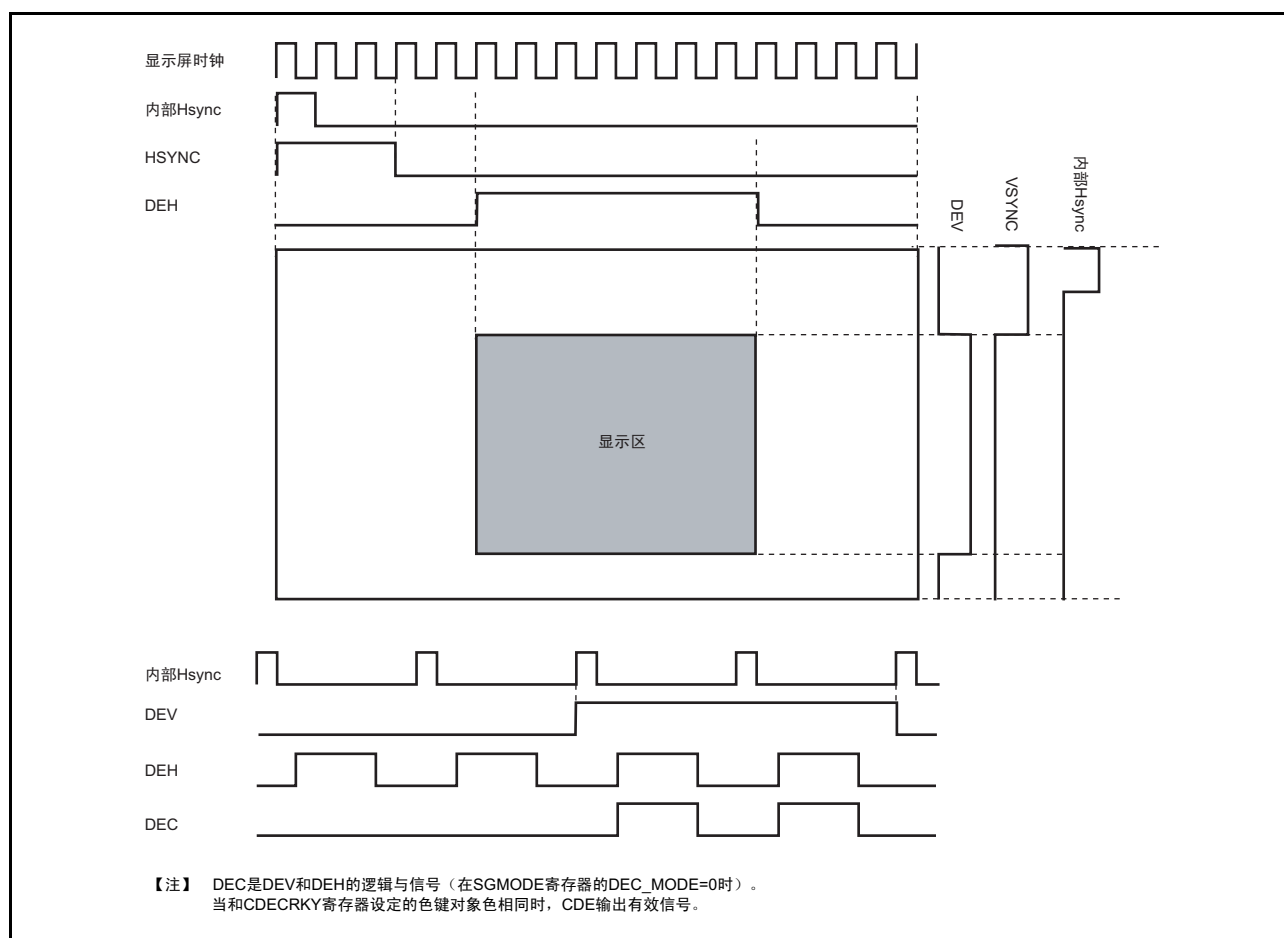 显示屏时钟
内部Hsync
HSYNC
DEH
DEV
VSYNC
内部Hsync
显示区
内部Hsync
DEV
DEH
DEC
【注】 DEC是DEV和DEH的逻辑与信号（在SGMODE寄存器的DEC_MODE=0时）。
当和CDECRKY寄存器设定的色键对象色相同时，CDE输出有效信号。